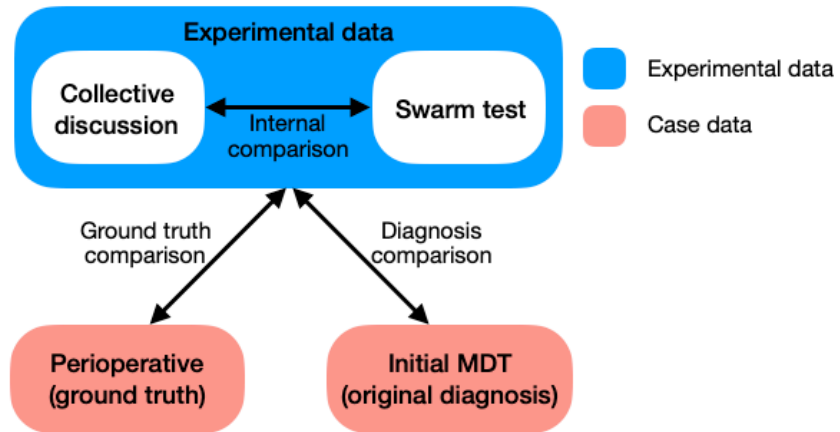 Experimental data
Collective
discussion
Internal
comparison
Swarm test
Experimental data
Case data
Ground truth
comparison
Diagnosis
comparison
Perioperative
(ground truth)
Initial MDT
(original diagnosis)